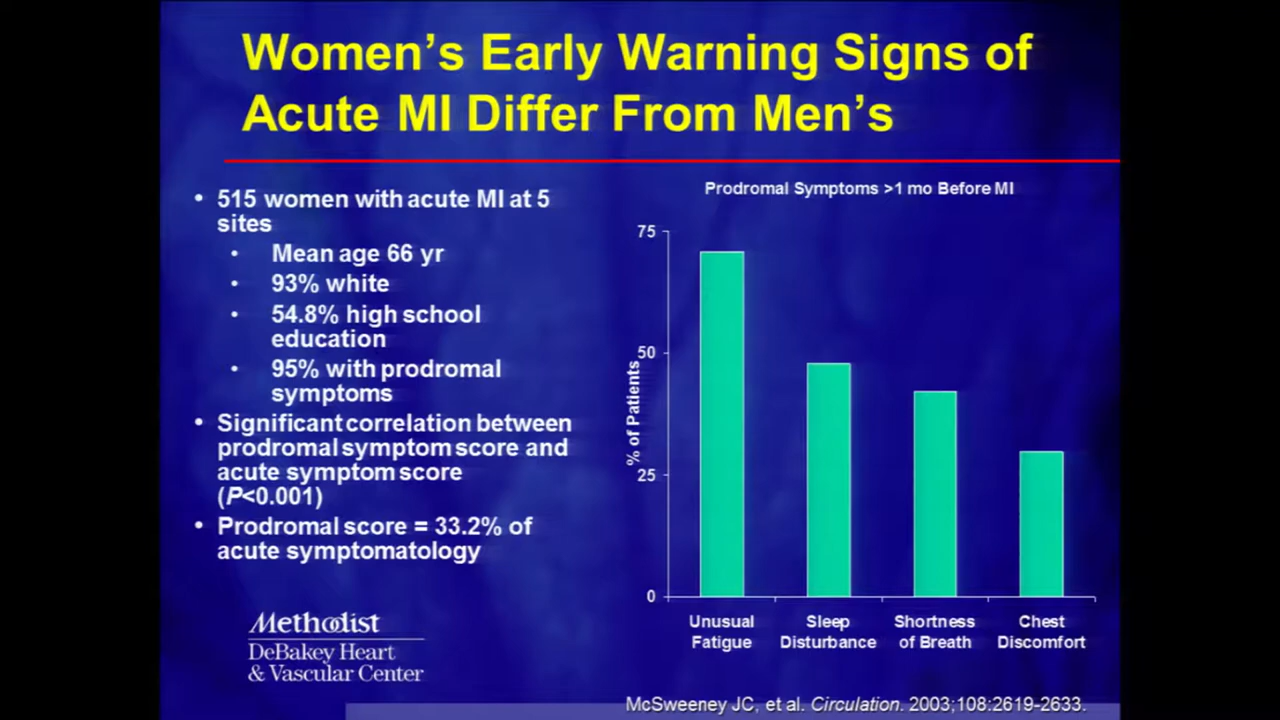 Women's Early Warning Signs of
Acute MI Differ From Men's
• 515 women with acute MI at 5
sites
• Mean age 66 yr
• 93% white
• 54.8% high school
education
• 95% with prodromal
symptoms
• Significant correlation between
prodromal symptom score and
acute symptom score
(P<0.001)
• Prodromal score = 33.2% of
acute symptomatology
Methodist
DeBakey Heart
& Vascular Center
Prodromal Symptoms >1 mo Before MI
% of Patients
75
50
25
0
Unusual
Fatigue
Sleep
Disturbance
Shortness
of Breath
Chest
Discomfort
McSweeney JC, et al. Circulation. 2003;108:2619-2633.